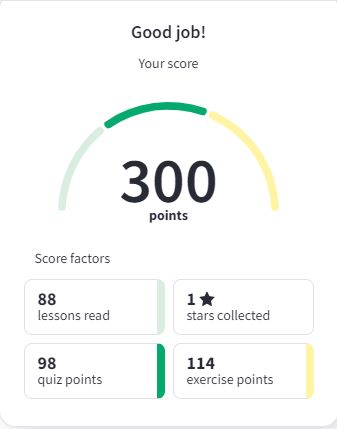 Good job!
Your score
300
points
Score factors
88
lessons read
1 ★
stars collected
98
quiz points
114
exercise points